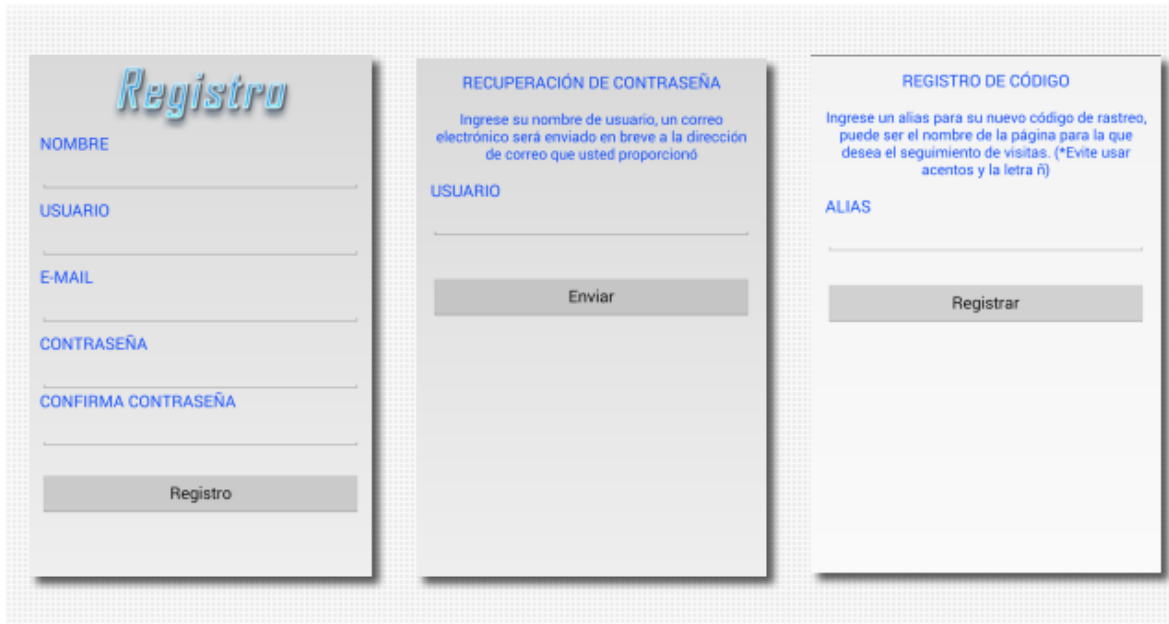 Registro
NOMBRE
USUARIO
E-MAIL
CONTRASEÑA
CONFIRMA CONTRASEÑA
Registro
RECUPERACIÓN DE CONTRASEÑA
Ingrese su nombre de usuario, un correo
electrónico será enviado en breve a la dirección
de correo que usted proporcionó
USUARIO
Enviar
REGISTRO DE CÓDIGO
Ingrese un alias para su nuevo código de rastreo,
puede ser el nombre de la página para la que
desea el seguimiento de visitas. (*Evite usar
acentos y la letra ñ)
ALIAS
Registrar